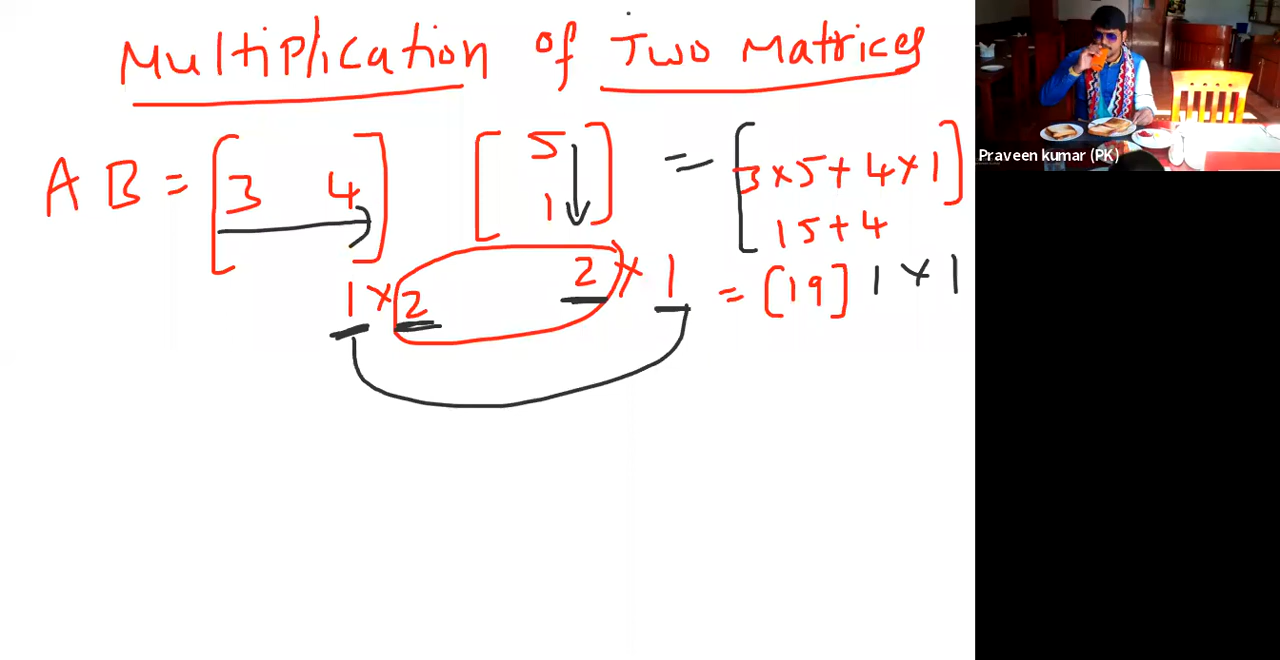 Multiplication of Two Matrices
A B = [3 4] [5 1] = [3×5+4×1]
15+4
1×2 2×1 = [19] 1×1
Praveen kumar (PK)